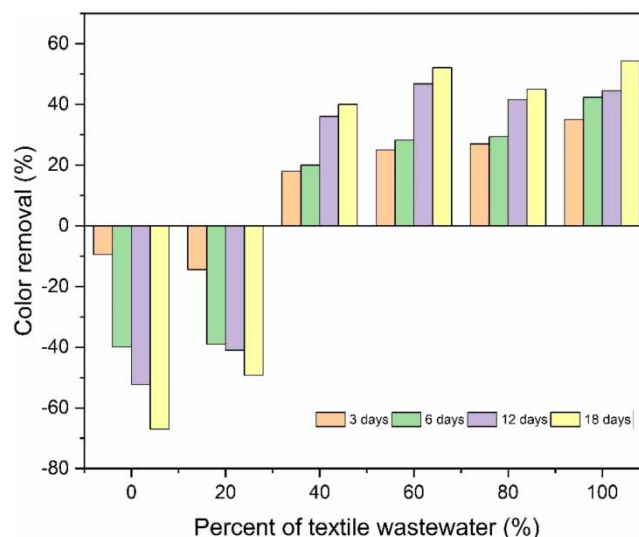 Color removal (%)
60
40
20
0
-20
-40
-60
-80
3 days 6 days 12 days 18 days
0 20 40 60 80 100
Percent of textile wastewater (%)